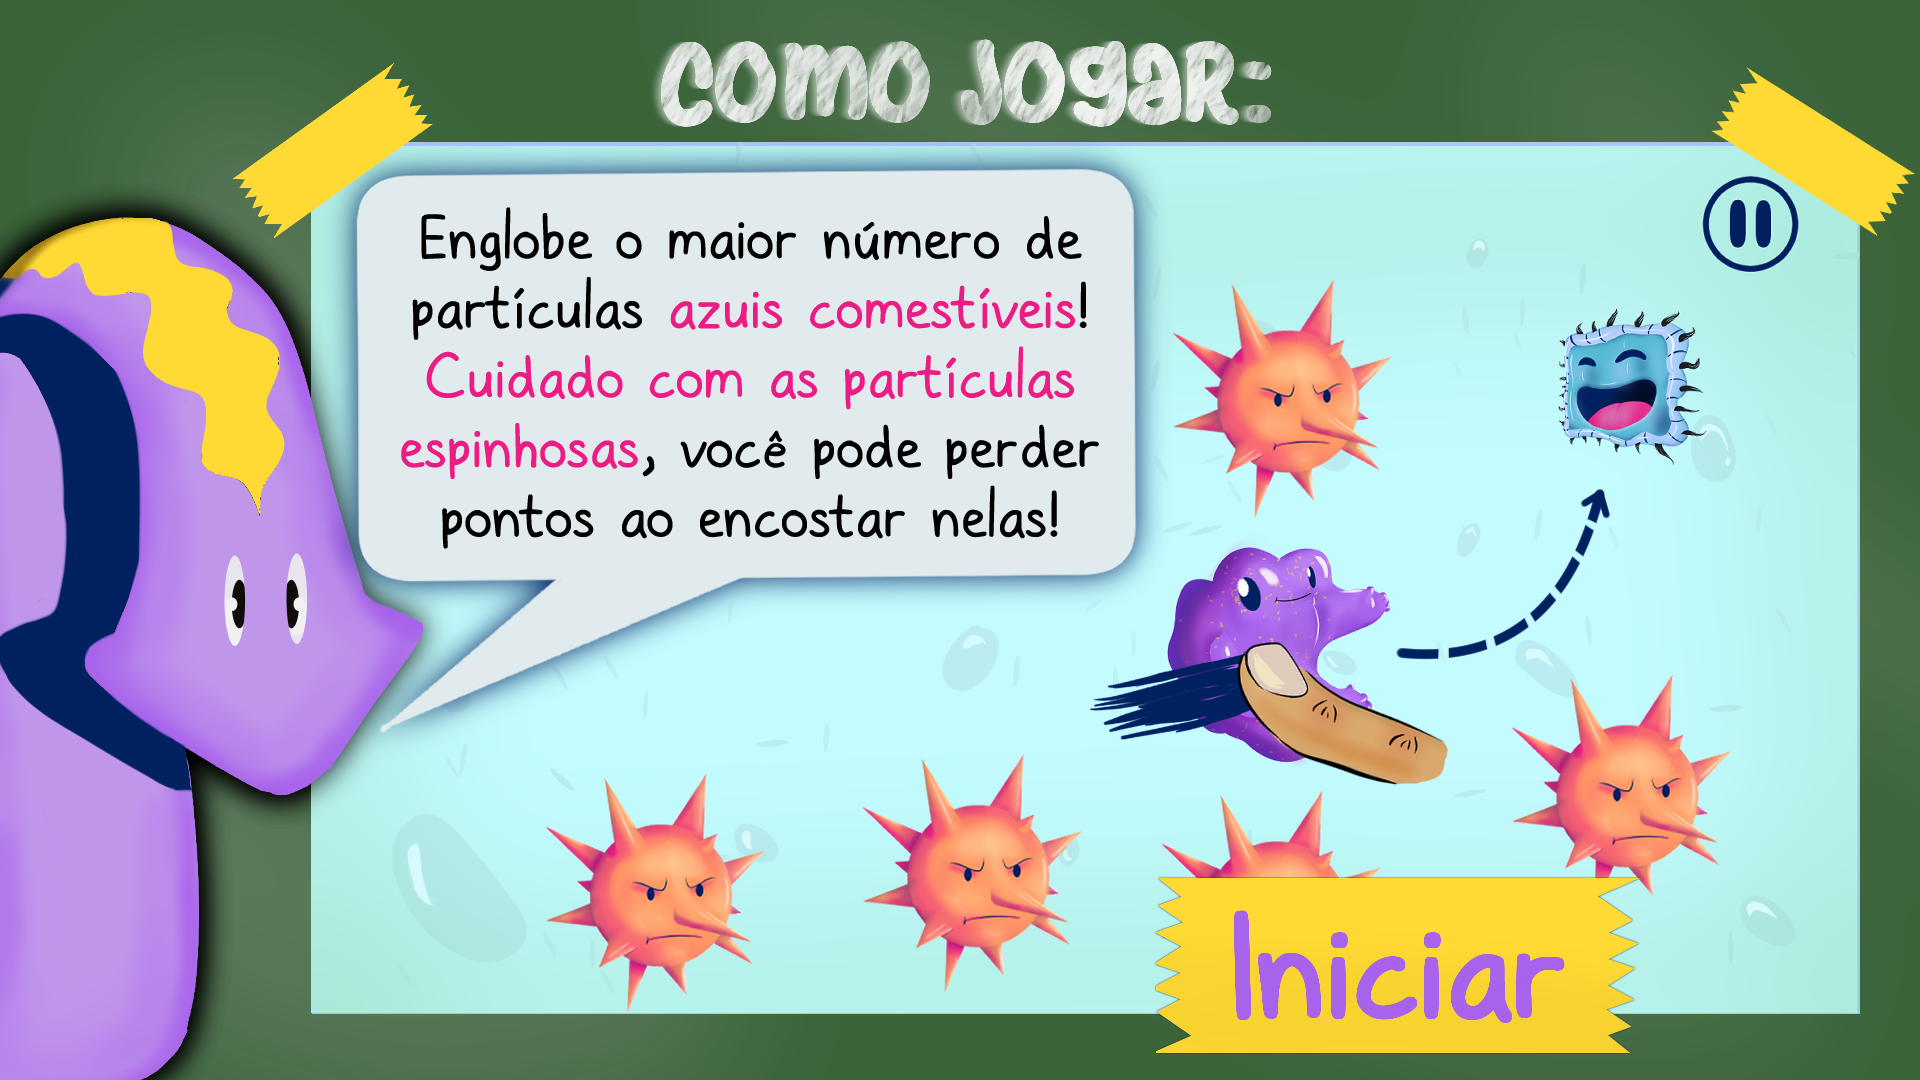 COMO JOGAR:
Englobe o maior número de
partículas azuis comestíveis!
Cuidado com as partículas
espinhosas, você pode perder
pontos ao encostar nelas!
Iniciar